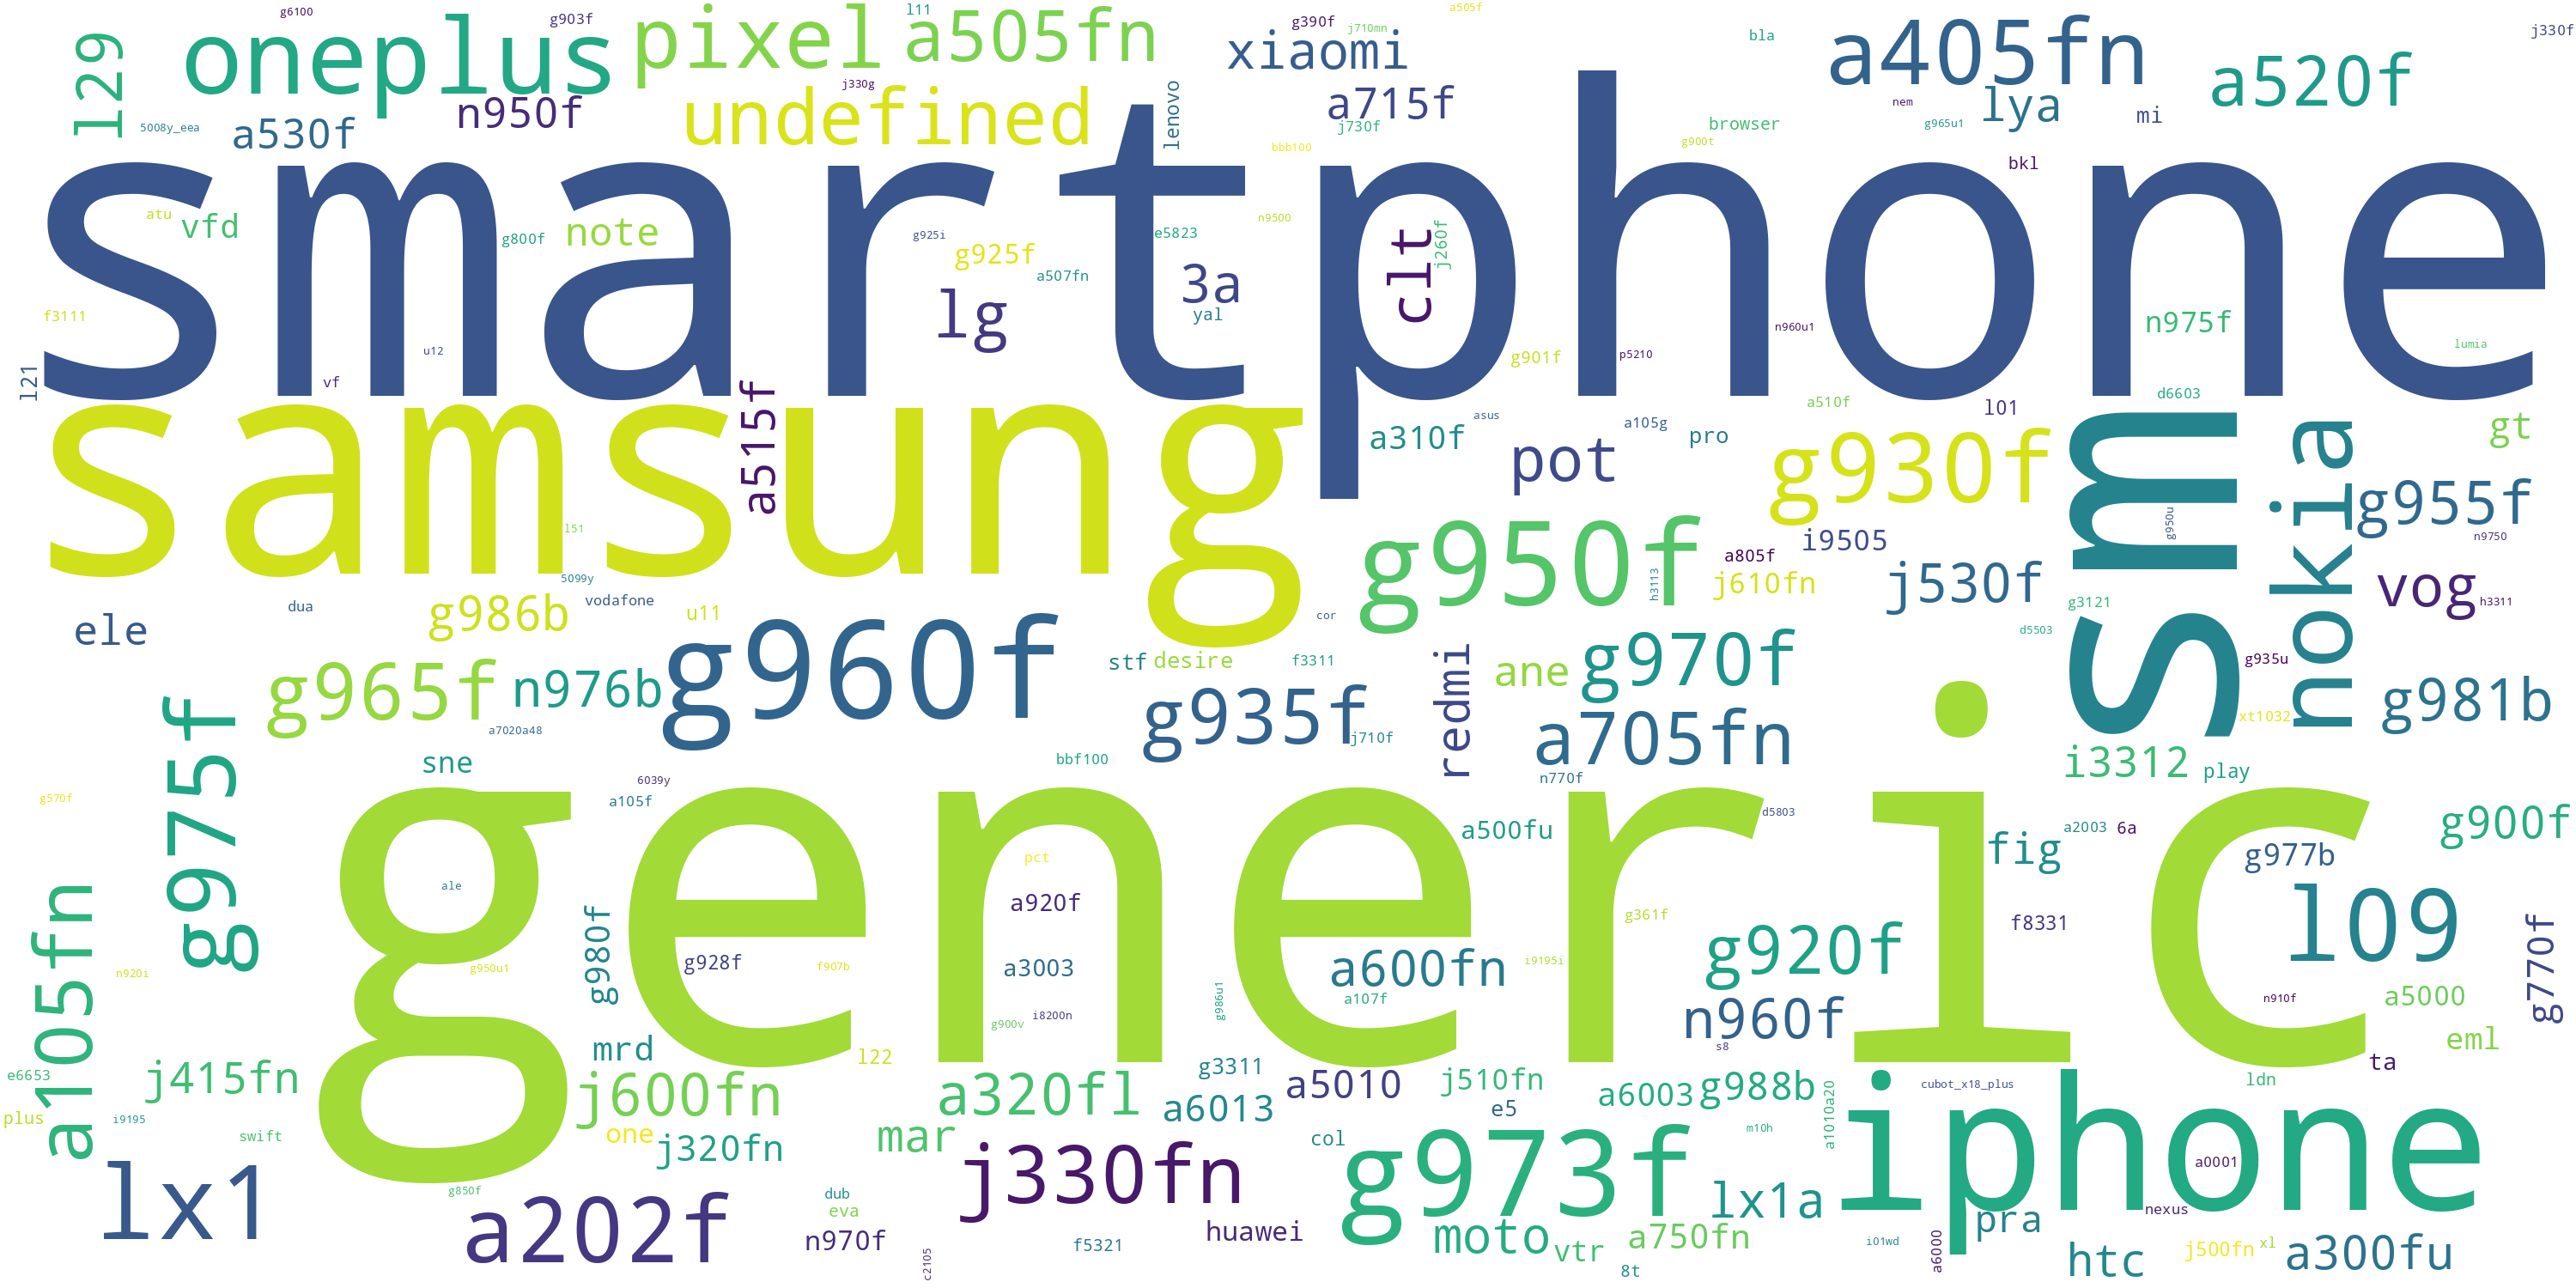 g6100 g903f l11 g390f a505f j330f
l29 oneplus pixel a505fn j710mn xiaomi bla a405fn a520f
n950f undefined j330g lenovo a715f nem lya mi
5008y_eea a530f j730f browser g965u1
bbb100 g900t bkl
smartphone
atu vfd g800f note g925i g925f e5823 n9500 clt j260f
a507fn 3a
f3111 lg yal n960u1 n975f
l21 vf u12 g901f p5210 lumia
d6603
samsung a515f a310f asus a105g pro a510f l01 sm nokia gt
pot g930f g955f
l51 g950f a805f i9505 g950u n9750
5099y h3113 j610fn j530f vog h3311
dua vodafone g986b u11 cor g3121
ele g960f d5503
g965f n976b stf desire f3311 redmi ane g970f g935u
g975f g935f a705fn g981b
a7020a48 j710f xt1032
sne bbf100 i3312 play
6039y n770f
generic
g570f a105f d5803 g900f
a500fu a2003 6a
pct fig g977b
ale a920f l09
a105fn g980f g361f f8331 g770f
g928f f907b a3003 a600fn i9195i g920f
n920i g950u1 g986u1 a107f n910f a5000
g900v i8200n n960f
mrd l22 s8 eml
e6653 j415fn g3311 ta
j600fn a320fl a5010 j510fn a6003 g988b cubot_x18_plus ldn
plus i9195 a6013 e5 a1010a20 iphone
swift one j320fn mar col m10h
lx1 j330fn g973f a0001
g850f dub lx1a
a202f eva huawei moto pra nexus
n970f f5321 vtr a750fn i01wd a6000 htc j500fn xl a300fu
c2105 8t